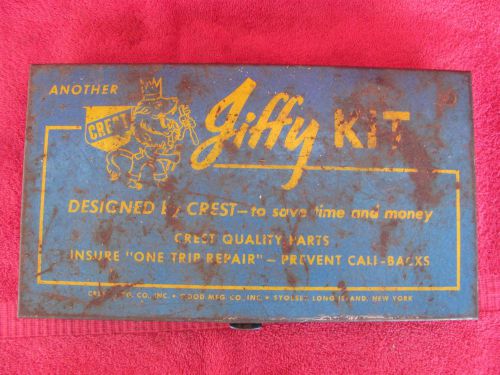 ANOTHER
CREST
Jiffy KIT
DESIGNED by CREST—to save time and money
CREST QUALITY PARTS
INSURE "ONE TRIP REPAIR" — PREVENT CALL-BACKS
CO. INC. • MFG. CO., INC. • SYOSSET, LONG ISLAND, NEW YORK